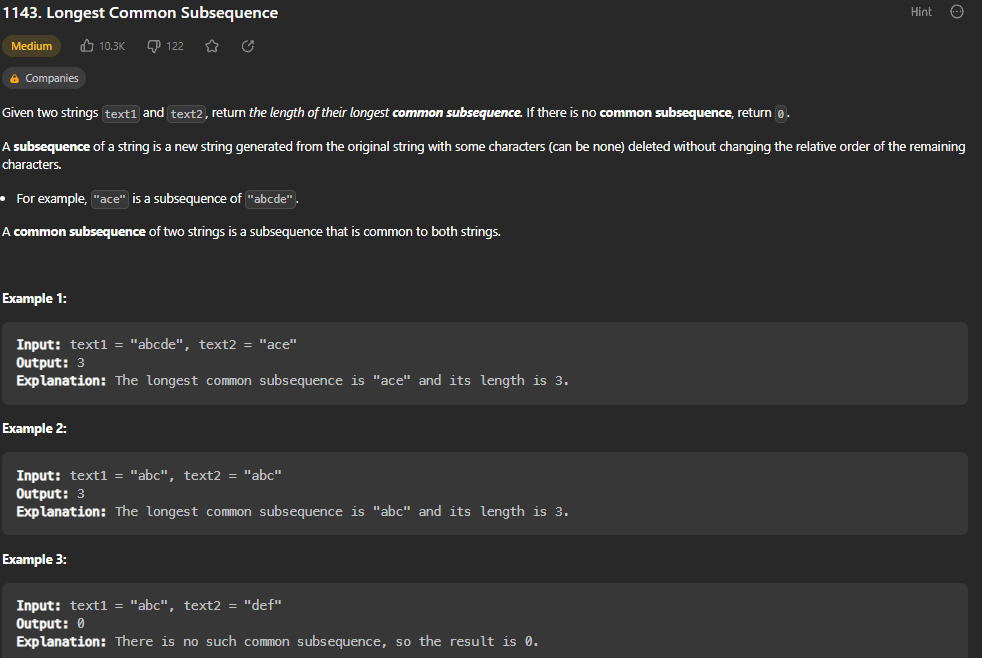 1143. Longest Common Subsequence
Hint
Medium
10.3K
122
Companies
Given two strings text1 and text2, return the length of their longest common subsequence. If there is no common subsequence, return 0.
A subsequence of a string is a new string generated from the original string with some characters (can be none) deleted without changing the relative order of the remaining
characters.
• For example, "ace" is a subsequence of "abcde".
A common subsequence of two strings is a subsequence that is common to both strings.
Example 1:
Input: text1 = "abcde", text2 = "ace"
Output: 3
Explanation: The longest common subsequence is "ace" and its length is 3.
Example 2:
Input: text1 = "abc", text2 = "abc"
Output: 3
Explanation: The longest common subsequence is "abc" and its length is 3.
Example 3:
Input: text1 = "abc", text2 = "def"
Output: 0
Explanation: There is no such common subsequence, so the result is 0.